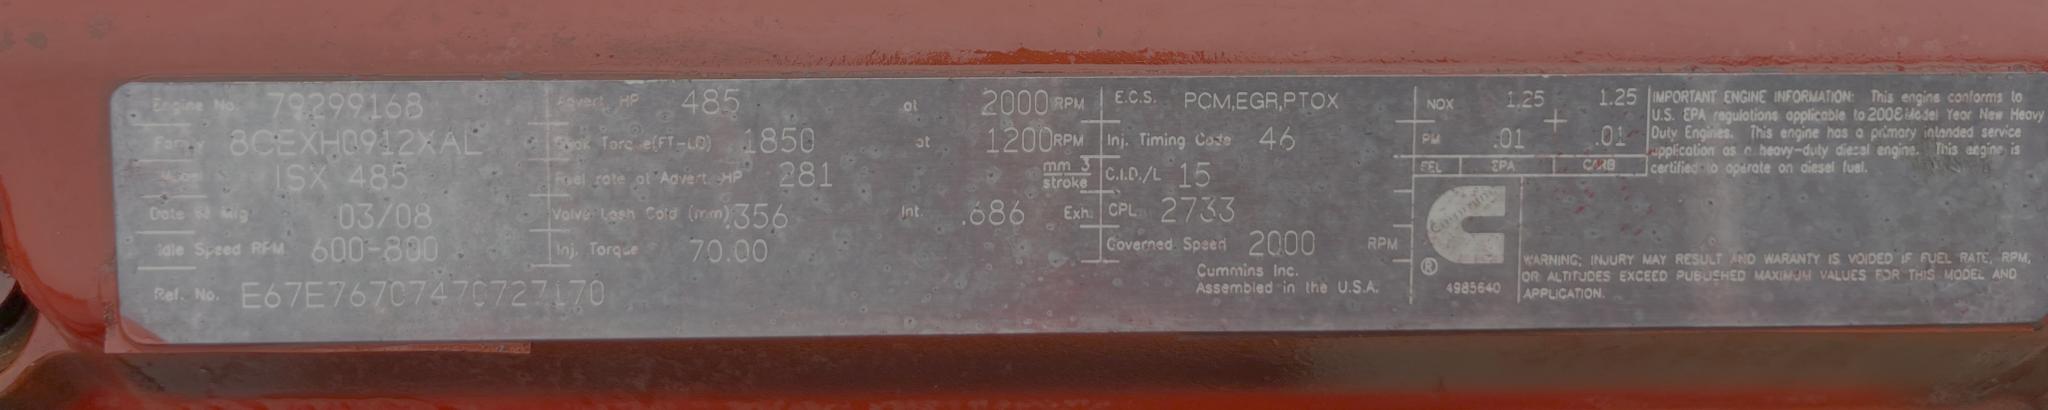 Engine No. 79299168
Family 8CEXH0912XAL
Model ISX 485
Date of Mfg 03/08
Idle Speed RPM 600-800
Ref. No. E67E76707470727170
Advert. HP 485 at 2000 RPM
Peak Torque(FT-LB) 1850 at 1200 RPM
Fuel rate at Advert. HP 281 mm 3 stroke
Valve Lash Cold (mm) .356 Int. .686 Exh.
Inj. Torque 70.00
E.C.S. PCM,EGR,PTOX
Inj. Timing Code 46
C.I.D./L 15
CPL 2733
Governed Speed 2000 RPM
Cummins Inc.
Assembled in the U.S.A.
NOX 1.25 1.25
PM .01 .01
FEL EPA CARB
Cummins
®
4985640
IMPORTANT ENGINE INFORMATION: This engine conforms to
U.S. EPA regulations applicable to 2008 Model Year New Heavy
Duty Engines. This engine has a primary intended service
application as a heavy-duty diesel engine. This engine is
certified to operate on diesel fuel.
WARNING: INJURY MAY RESULT AND WARANTY IS VOIDED IF FUEL RATE, RPM,
OR ALTITUDES EXCEED PUBLISHED MAXIMUM VALUES FOR THIS MODEL AND
APPLICATION.